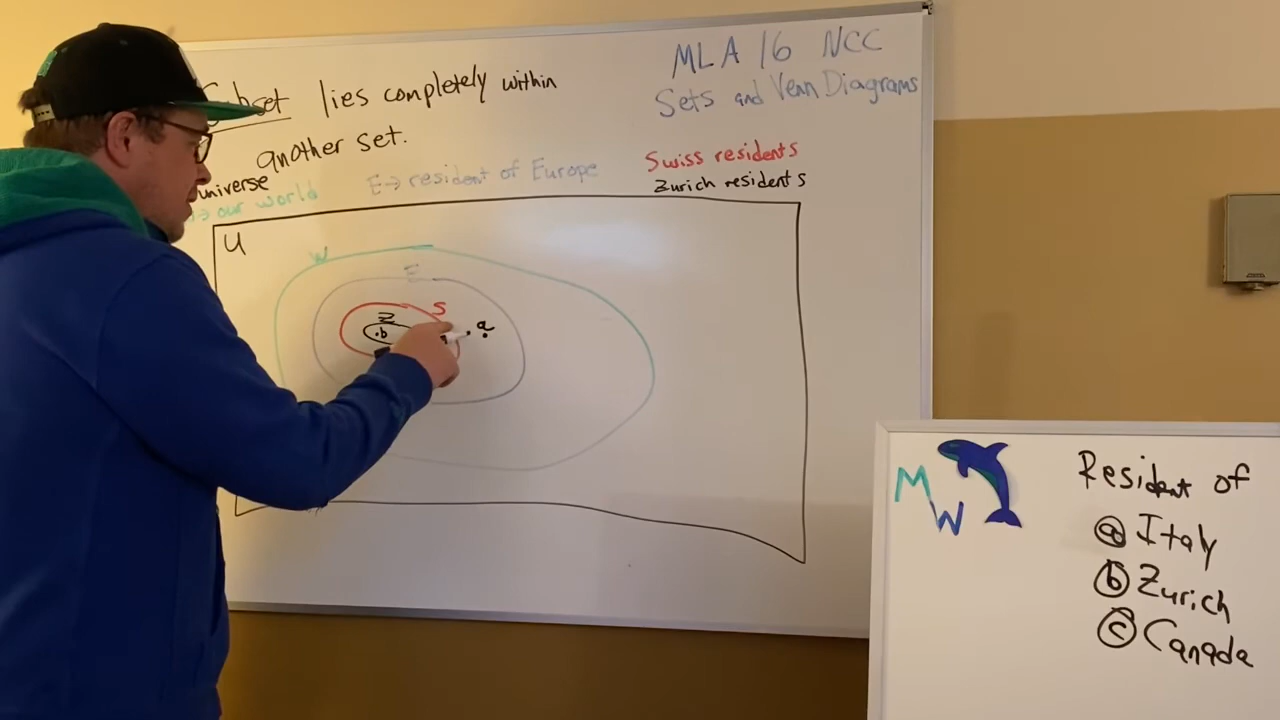 Subset lies completely within
another set.
MLA 16 NCC
Sets and Venn Diagrams
universe
→ our world
E→ resident of Europe
Swiss residents
Zurich residents
U
W
E
S
Z
b
a
MW
Resident of
a Italy
b Zurich
c Canada